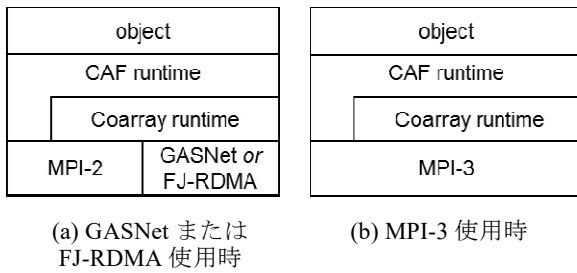 object
CAF runtime
Coarray runtime
MPI-2
GASNet or
FJ-RDMA
(a) GASNet または
FJ-RDMA 使用時
object
CAF runtime
Coarray runtime
MPI-3
(b) MPI-3 使用時